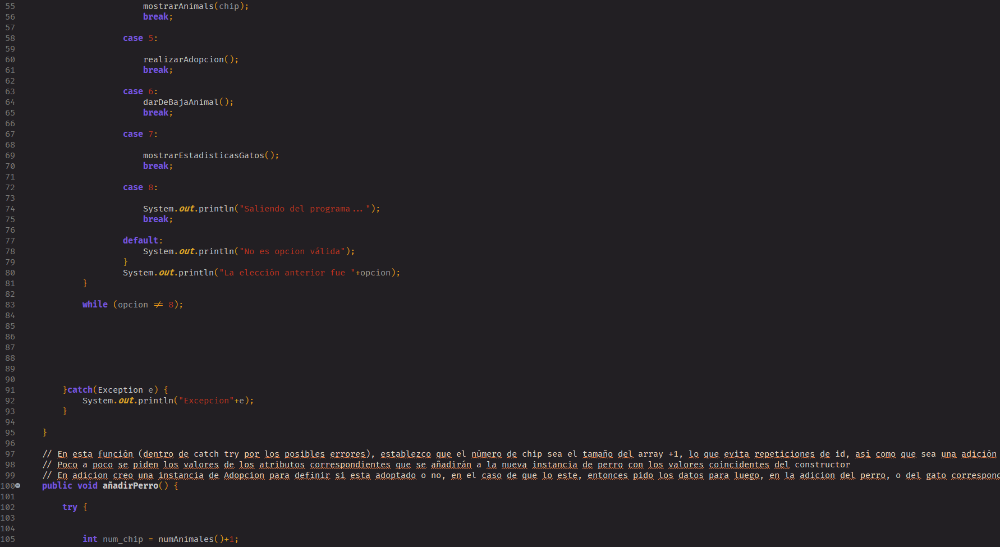 55 mostrarAnimals(chip);
56 break;
57
58 case 5:
59
60 realizarAdopcion();
61 break;
62
63 case 6:
64 darDeBajaAnimal();
65 break;
66
67 case 7:
68
69 mostrarEstadisticasGatos();
70 break;
71
72 case 8:
73
74 System.out.println("Saliendo del programa...");
75 break;
76
77 default:
78 System.out.println("No es opcion válida");
79 }
80 System.out.println("La elección anterior fue "+opcion);
81 }
82
83 while (opcion != 8);
84
85
86
87
88
89
90
91 }catch(Exception e) {
92 System.out.println("Excepcion"+e);
93 }
94
95 }
96
97 // En esta función (dentro de catch try por los posibles errores), establezco que el número de chip sea el tamaño del array +1, lo que evita repeticiones de id, así como que sea una adición
98 // Poco a poco se piden los valores de los atributos correspondientes que se añadirán a la nueva instancia de perro con los valores coincidentes del constructor
99 // En adicion creo una instancia de Adopcion para definir si esta adoptado o no, en el caso de que lo este, entonces pido los datos para luego, en la adicion del perro, o del gato correspond
100 public void añadirPerro() {
101
102 try {
103
104
105 int num_chip = numAnimales()+1;